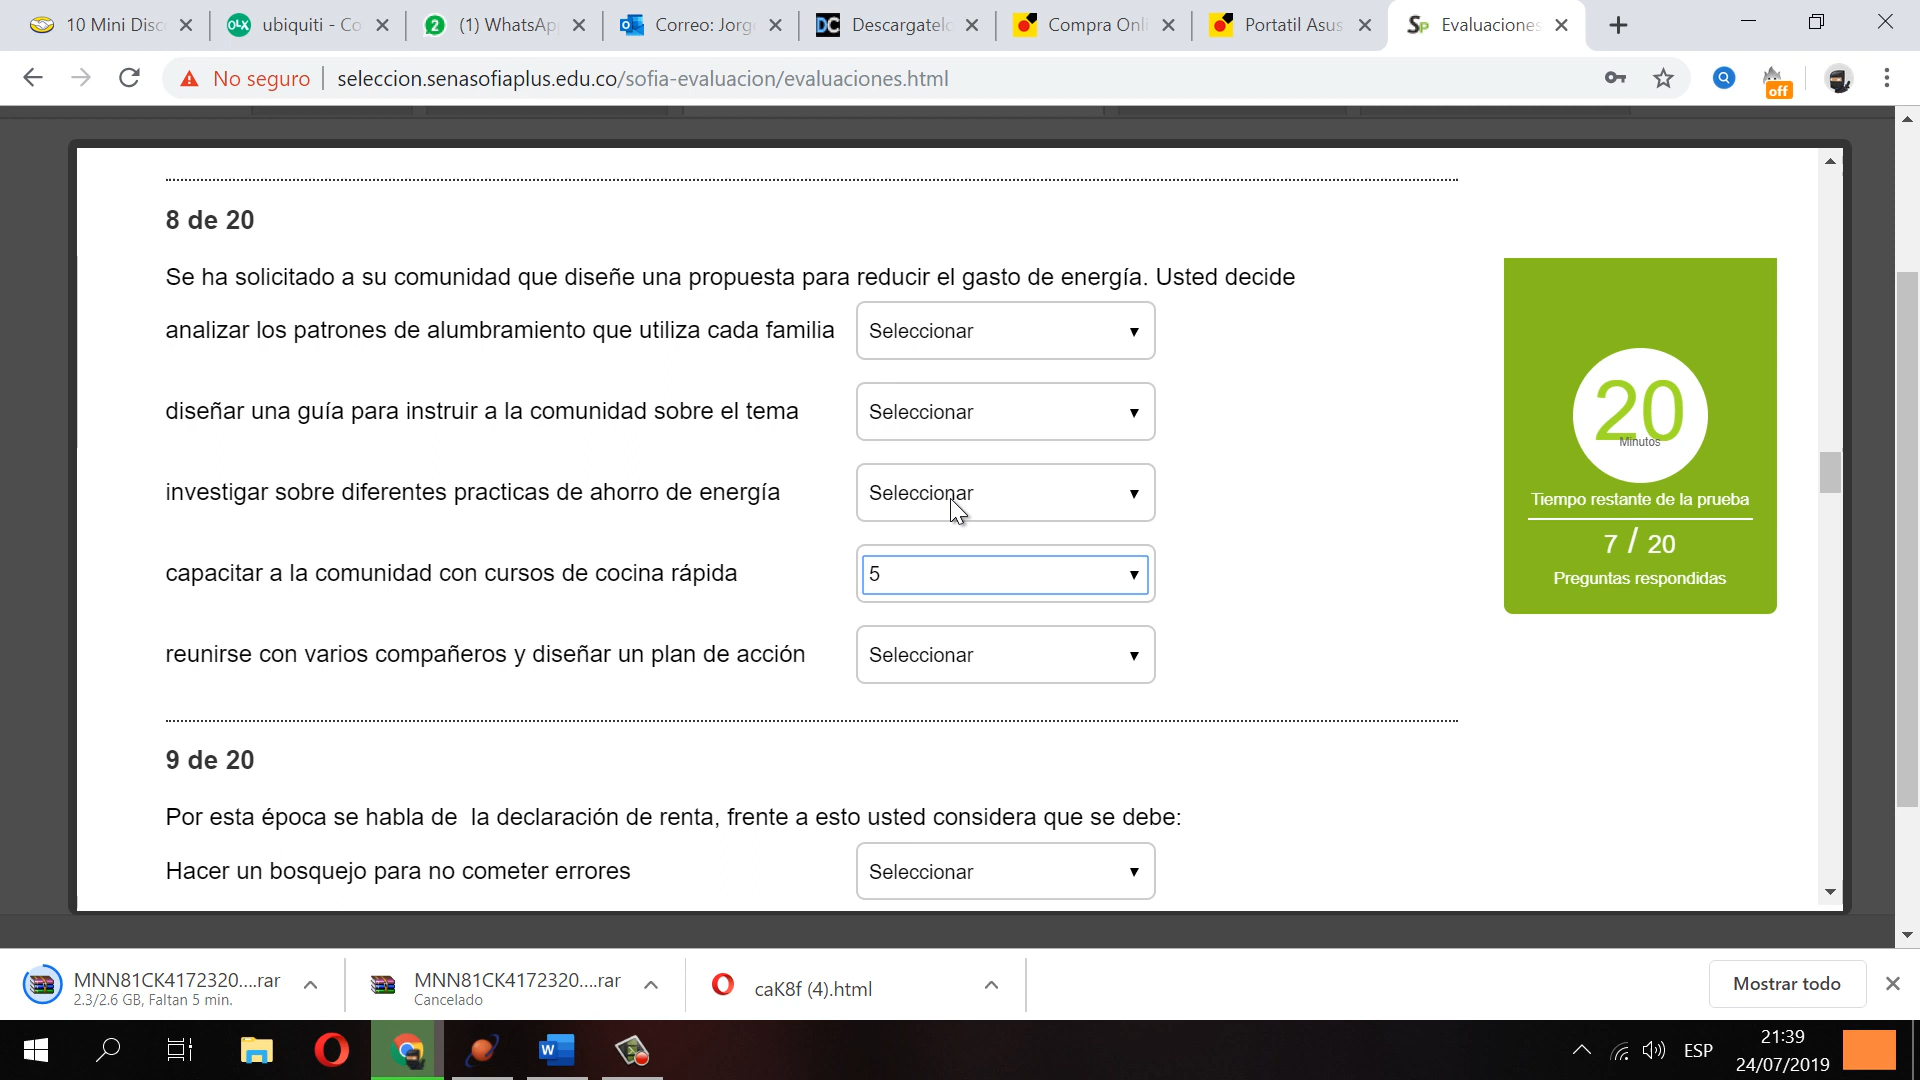 10 Mini Disc
ubiquiti - Co
(1) WhatsAp
Correo: Jorg
Descargatelo
Compra Onli
Portatil Asus
Evaluaciones
No seguro
seleccion.senasofiaplus.edu.co/sofia-evaluacion/evaluaciones.html
off
8 de 20
Se ha solicitado a su comunidad que diseñe una propuesta para reducir el gasto de energía. Usted decide
analizar los patrones de alumbramiento que utiliza cada familia
Seleccionar
diseñar una guía para instruir a la comunidad sobre el tema
Seleccionar
investigar sobre diferentes practicas de ahorro de energía
Seleccionar
capacitar a la comunidad con cursos de cocina rápida
5
reunirse con varios compañeros y diseñar un plan de acción
Seleccionar
20
Minutos
Tiempo restante de la prueba
7 / 20
Preguntas respondidas
9 de 20
Por esta época se habla de la declaración de renta, frente a esto usted considera que se debe:
Hacer un bosquejo para no cometer errores
Seleccionar
MNN81CK4172320....rar
2.3/2.6 GB, Faltan 5 min.
MNN81CK4172320....rar
Cancelado
caK8f (4).html
Mostrar todo
ESP
21:39
24/07/2019